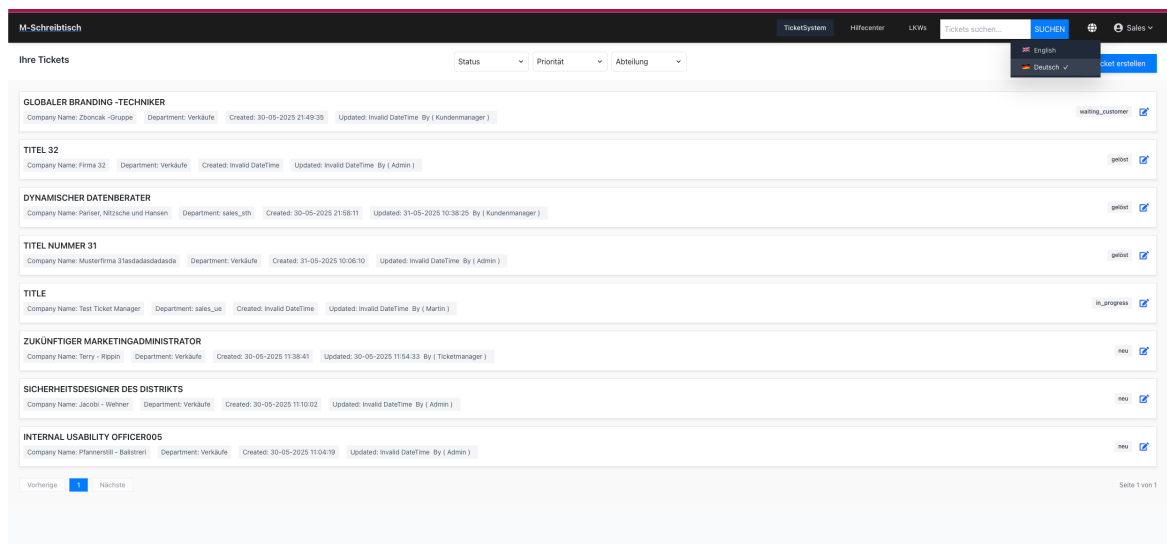 M-Schreibtisch
TicketSystem Hilfecenter LKWs Tickets suchen... SUCHEN Sales
English
Deutsch ✓
Ihre Tickets Status Priorität Abteilung cket erstellen
GLOBALER BRANDING -TECHNIKER
Company Name: Zboncak -Gruppe Department: Verkäufe Created: 30-05-2025 21:49:35 Updated: Invalid DateTime By ( Kundenmanager ) waiting_customer
TITEL 32
Company Name: Firma 32 Department: Verkäufe Created: Invalid DateTime Updated: Invalid DateTime By ( Admin ) gelöst
DYNAMISCHER DATENBERATER
Company Name: Pariser, Nitzsche und Hansen Department: sales_sth Created: 30-05-2025 21:58:11 Updated: 31-05-2025 10:38:25 By ( Kundenmanager ) gelöst
TITEL NUMMER 31
Company Name: Musterfirma 31asdadasdadasda Department: Verkäufe Created: 31-05-2025 10:06:10 Updated: Invalid DateTime By ( Admin ) gelöst
TITLE
Company Name: Test Ticket Manager Department: sales_ue Created: Invalid DateTime Updated: Invalid DateTime By ( Martin ) in_progress
ZUKÜNFTIGER MARKETINGADMINISTRATOR
Company Name: Terry - Rippin Department: Verkäufe Created: 30-05-2025 11:38:41 Updated: 30-05-2025 11:54:33 By ( Ticketmanager ) neu
SICHERHEITSDESIGNER DES DISTRIKTS
Company Name: Jacobi - Wehner Department: Verkäufe Created: 30-05-2025 11:10:02 Updated: Invalid DateTime By ( Admin ) neu
INTERNAL USABILITY OFFICER005
Company Name: Pfannerstill - Balistreri Department: Verkäufe Created: 30-05-2025 11:04:19 Updated: Invalid DateTime By ( Admin ) neu
Vorherige 1 Nächste Seite 1 von 1